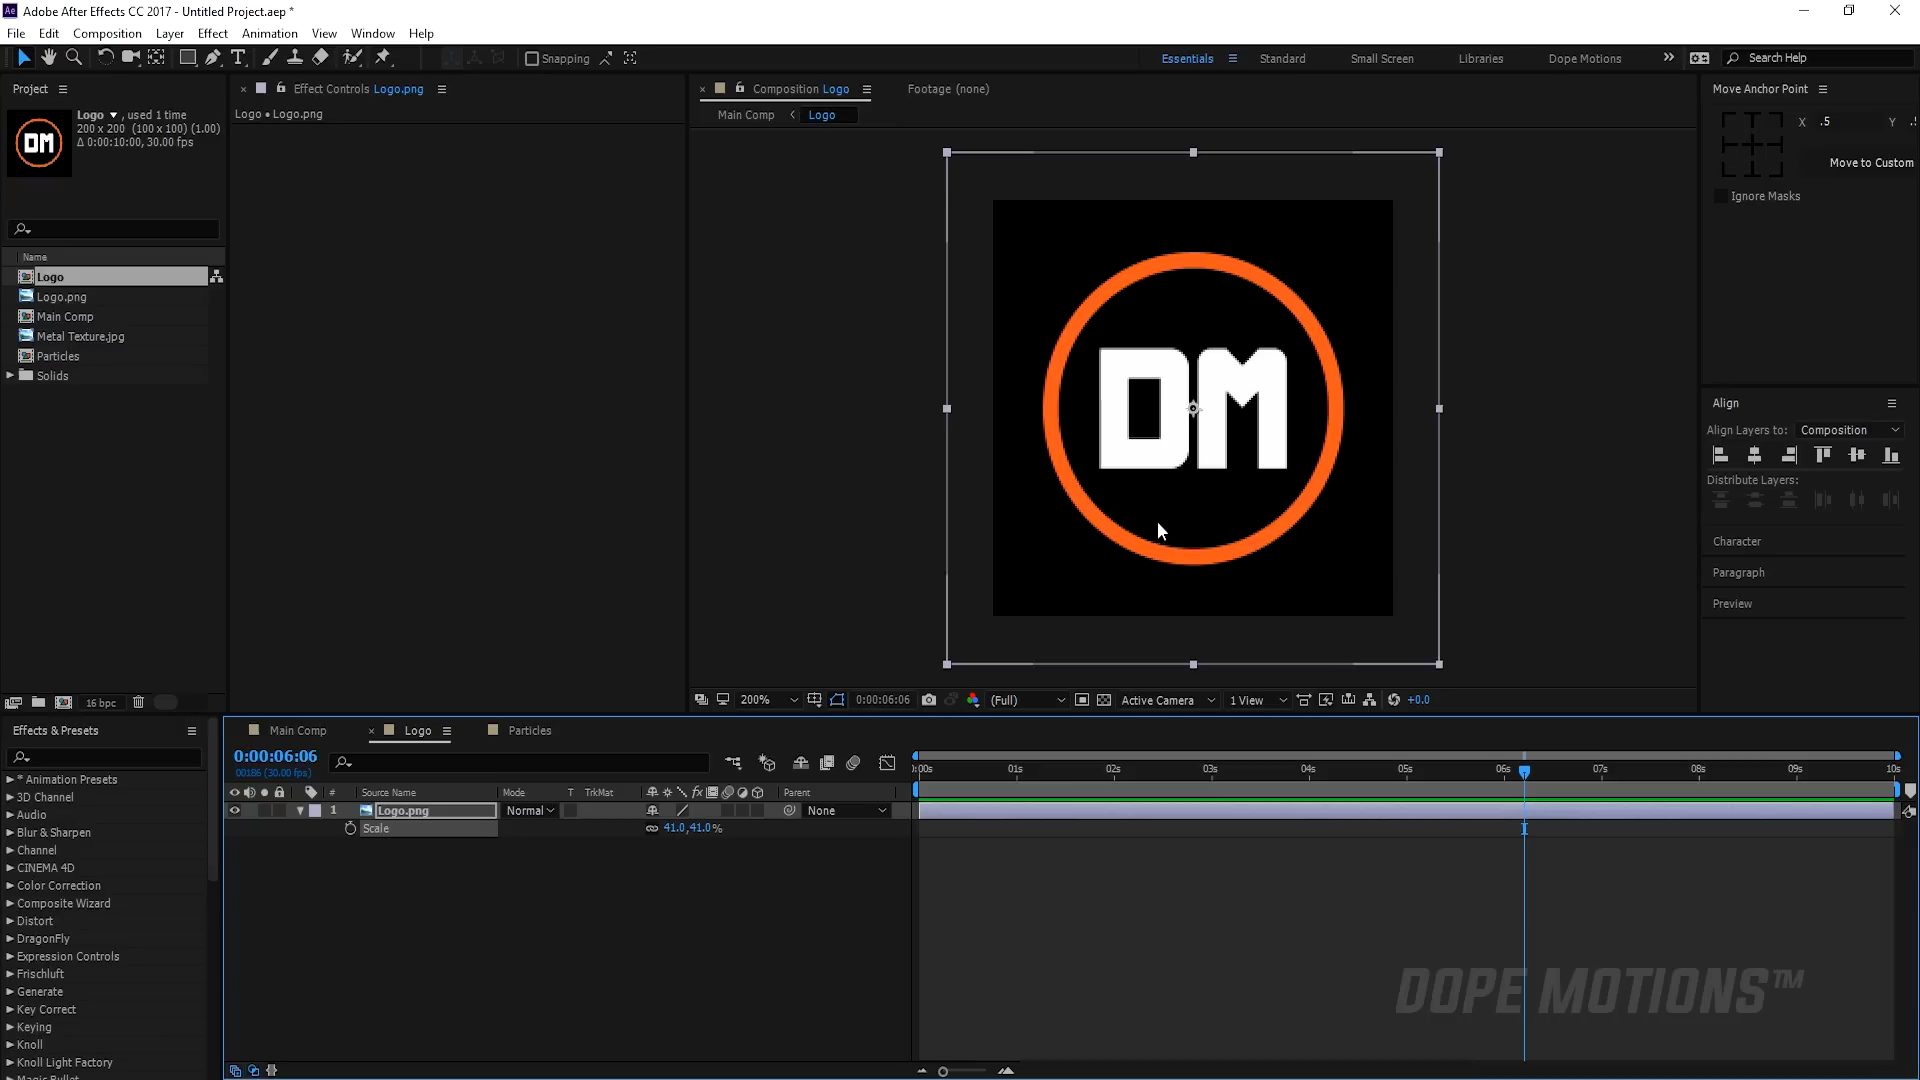 Adobe After Effects CC 2017 - Untitled Project.aep *
File Edit Composition Layer Effect Animation View Window Help
Snapping
Essentials Standard Small Screen Libraries Dope Motions
Search Help
Project
Logo , used 1 time
200 x 200 (100 x 100) (1.00)
Δ 0:00:10:00, 30.00 fps
Name
Logo
Logo.png
Main Comp
Metal Texture.jpg
Particles
Solids
16 bpc
Effect Controls Logo.png
Logo • Logo.png
Composition Logo
Footage (none)
Main Comp Logo
DM
200% 0:00:06:06 (Full) Active Camera 1 View +0.0
Move Anchor Point
X .5 Y
Move to Custom
Ignore Masks
Align
Align Layers to: Composition
Distribute Layers:
Character
Paragraph
Preview
Effects & Presets
* Animation Presets
3D Channel
Audio
Blur & Sharpen
Channel
CINEMA 4D
Color Correction
Composite Wizard
Distort
DragonFly
Expression Controls
Frischluft
Generate
Key Correct
Keying
Knoll
Knoll Light Factory
Magic Bullet
Main Comp Logo Particles
0:00:06:06
00186 (30.00 fps)
# Source Name Mode T TrkMat Parent
1 Logo.png Normal None
Scale 41.0,41.0%
:00s 01s 02s 03s 04s 05s 06s 07s 08s 09s 10s
DOPE MOTIONS™